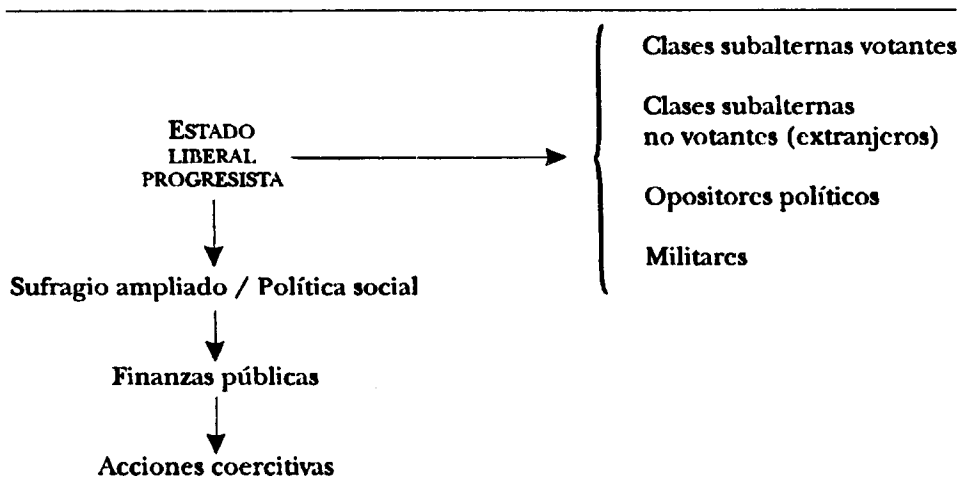 ESTADO
LIBERAL
PROGRESISTA
Sufragio ampliado / Política social
Finanzas públicas
Acciones coercitivas
Clases subalternas votantes
Clases subalternas
no votantes (extranjeros)
Opositores políticos
Militares